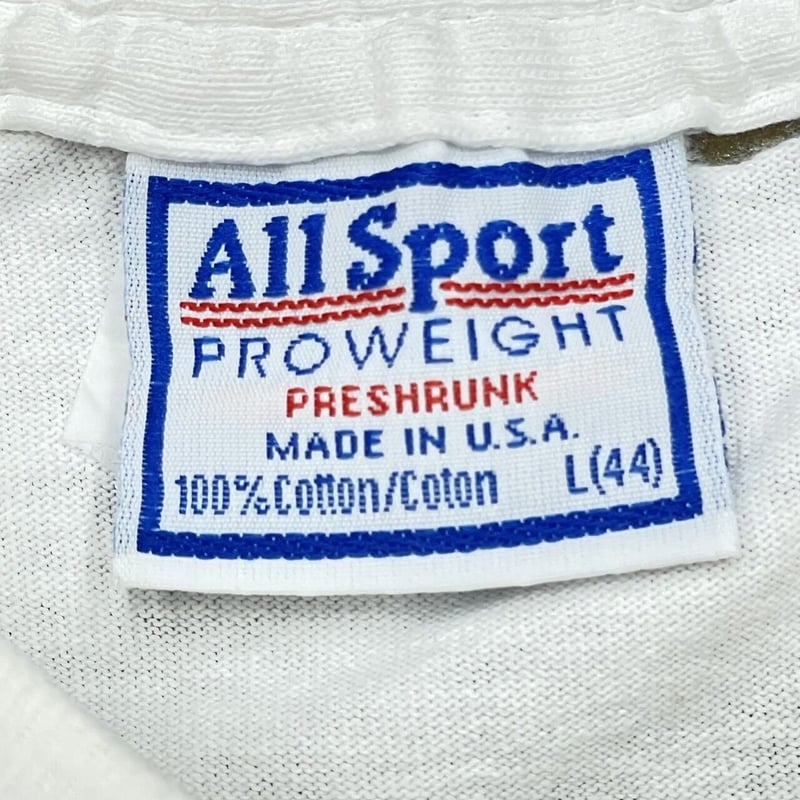 All Sport
PROWEIGHT
PRESHRUNK
MADE IN U.S.A.
100% Cotton/Coton L(44)